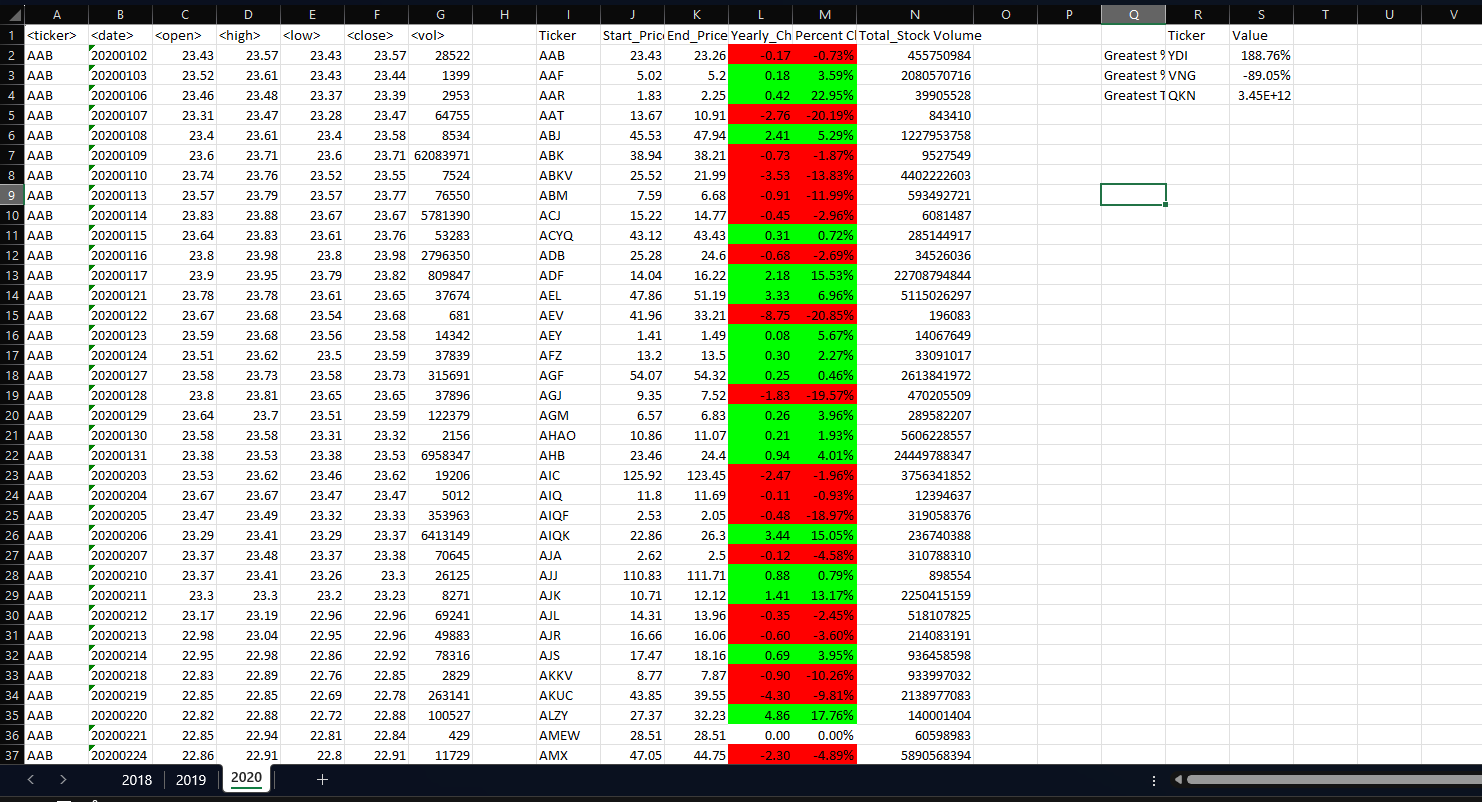 A B C D E F G H I J K L M N O P Q R S T U V
1 <ticker> <date> <open> <high> <low> <close> <vol> Ticker Start_Pric End_Price Yearly_Ch Percent C Total_Stock Volume Ticker Value
2 AAB 20200102 23.43 23.57 23.43 23.57 28522 AAB 23.43 23.26 -0.17 -0.73% 455750984 Greatest % YDI 188.76%
3 AAB 20200103 23.52 23.61 23.43 23.44 1399 AAF 5.02 5.2 0.18 3.59% 2080570716 Greatest % VNG -89.05%
4 AAB 20200106 23.46 23.48 23.37 23.39 2953 AAR 1.83 2.25 0.42 22.95% 39905528 Greatest T QKN 3.45E+12
5 AAB 20200107 23.31 23.47 23.28 23.47 64755 AAT 13.67 10.91 -2.76 -20.19% 843410
6 AAB 20200108 23.4 23.61 23.4 23.58 8534 ABJ 45.53 47.94 2.41 5.29% 1227953758
7 AAB 20200109 23.6 23.71 23.6 23.71 62083971 ABK 38.94 38.21 -0.73 -1.87% 9527549
8 AAB 20200110 23.74 23.76 23.52 23.55 7524 ABKV 25.52 21.99 -3.53 -13.83% 4402222603
9 AAB 20200113 23.57 23.79 23.57 23.77 76550 ABM 7.59 6.68 -0.91 -11.99% 593492721
10 AAB 20200114 23.83 23.88 23.67 23.67 5781390 ACJ 15.22 14.77 -0.45 -2.96% 6081487
11 AAB 20200115 23.64 23.83 23.61 23.76 53283 ACYQ 43.12 43.43 0.31 0.72% 285144917
12 AAB 20200116 23.8 23.98 23.8 23.98 2796350 ADB 25.28 24.6 -0.68 -2.69% 34526036
13 AAB 20200117 23.9 23.95 23.79 23.82 809847 ADF 14.04 16.22 2.18 15.53% 22708794844
14 AAB 20200121 23.78 23.78 23.61 23.65 37674 AEL 47.86 51.19 3.33 6.96% 5115026297
15 AAB 20200122 23.67 23.68 23.54 23.68 681 AEV 41.96 33.21 -8.75 -20.85% 196083
16 AAB 20200123 23.59 23.68 23.56 23.58 14342 AEY 1.41 1.49 0.08 5.67% 14067649
17 AAB 20200124 23.51 23.62 23.5 23.59 37839 AFZ 13.2 13.5 0.30 2.27% 33091017
18 AAB 20200127 23.58 23.73 23.58 23.73 315691 AGF 54.07 54.32 0.25 0.46% 2613841972
19 AAB 20200128 23.8 23.81 23.65 23.65 37896 AGJ 9.35 7.52 -1.83 -19.57% 470205509
20 AAB 20200129 23.64 23.7 23.51 23.59 122379 AGM 6.57 6.83 0.26 3.96% 289582207
21 AAB 20200130 23.58 23.58 23.31 23.32 2156 AHAO 10.86 11.07 0.21 1.93% 5606228557
22 AAB 20200131 23.38 23.53 23.38 23.53 6958347 AHB 23.46 24.4 0.94 4.01% 24449788347
23 AAB 20200203 23.53 23.62 23.46 23.62 19206 AIC 125.92 123.45 -2.47 -1.96% 3756341852
24 AAB 20200204 23.67 23.67 23.47 23.47 5012 AIQ 11.8 11.69 -0.11 -0.93% 12394637
25 AAB 20200205 23.47 23.49 23.32 23.33 353963 AIQF 2.53 2.05 -0.48 -18.97% 319058376
26 AAB 20200206 23.29 23.41 23.29 23.37 6413149 AIQK 22.86 26.3 3.44 15.05% 236740388
27 AAB 20200207 23.37 23.48 23.37 23.38 70645 AJA 2.62 2.5 -0.12 -4.58% 310788310
28 AAB 20200210 23.37 23.41 23.26 23.3 26125 AJJ 110.83 111.71 0.88 0.79% 898554
29 AAB 20200211 23.3 23.3 23.2 23.23 8271 AJK 10.71 12.12 1.41 13.17% 2250415159
30 AAB 20200212 23.17 23.19 22.96 22.96 69241 AJL 14.31 13.96 -0.35 -2.45% 518107825
31 AAB 20200213 22.98 23.04 22.95 22.96 49883 AJR 16.66 16.06 -0.60 -3.60% 214083191
32 AAB 20200214 22.95 22.98 22.86 22.92 78316 AJS 17.47 18.16 0.69 3.95% 936458598
33 AAB 20200218 22.83 22.89 22.76 22.85 2829 AKKV 8.77 7.87 -0.90 -10.26% 933997032
34 AAB 20200219 22.85 22.85 22.69 22.78 263141 AKUC 43.85 39.55 -4.30 -9.81% 2138977083
35 AAB 20200220 22.82 22.88 22.72 22.88 100527 ALZY 27.37 32.23 4.86 17.76% 140001404
36 AAB 20200221 22.85 22.94 22.81 22.84 429 AMEW 28.51 28.51 0.00 0.00% 60598983
37 AAB 20200224 22.86 22.91 22.8 22.91 11729 AMX 47.05 44.75 -2.30 -4.89% 5890568394
2018 2019 2020